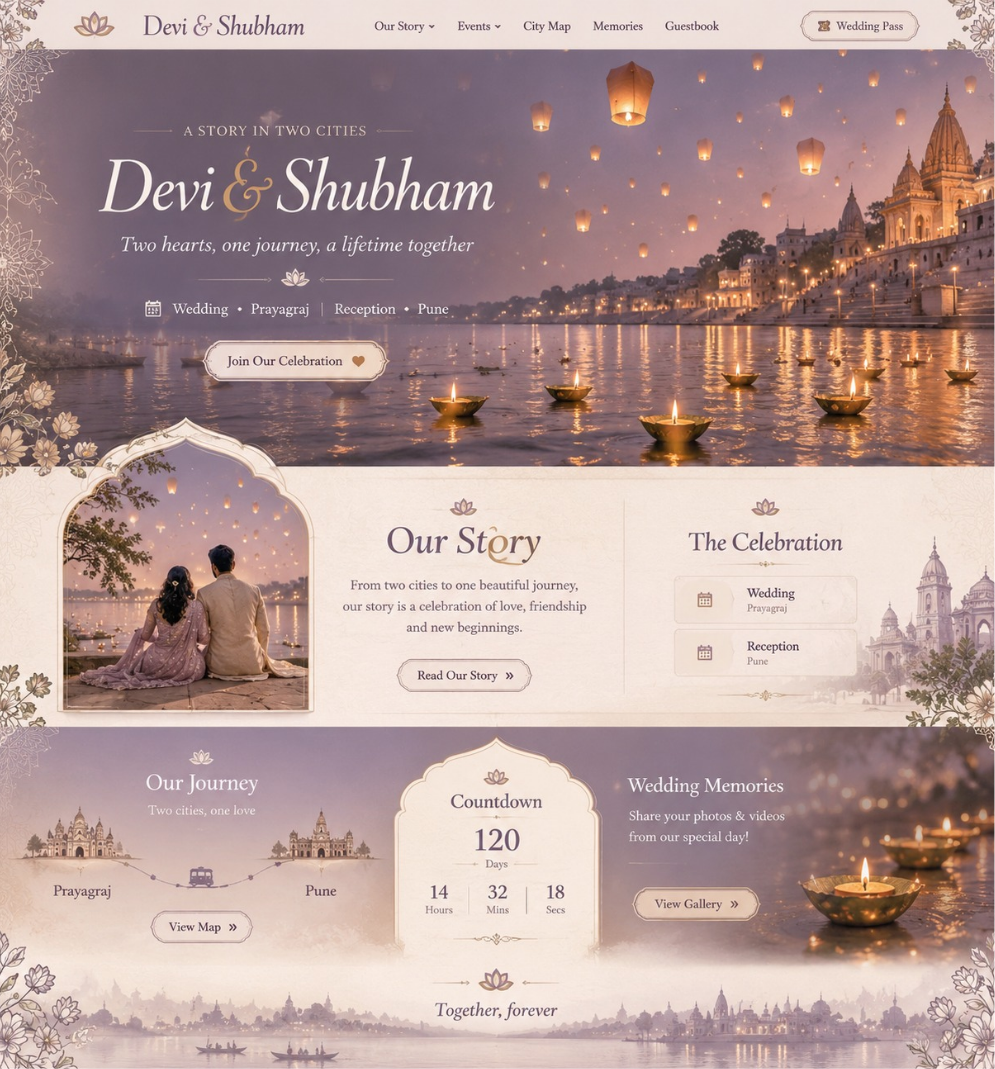 Devi & Shubham
Our Story
Events
City Map
Memories
Guestbook
Wedding Pass
A STORY IN TWO CITIES
Devi & Shubham
Two hearts, one journey, a lifetime together
Wedding • Prayagraj | Reception • Pune
Join Our Celebration
Our Story
From two cities to one beautiful journey,
our story is a celebration of love, friendship
and new beginnings.
Read Our Story »
The Celebration
Wedding
Prayagraj
Reception
Pune
Our Journey
Two cities, one love
Prayagraj
Pune
View Map »
Countdown
120
Days
14
Hours
32
Mins
18
Secs
Wedding Memories
Share your photos & videos
from our special day!
View Gallery »
Together, forever